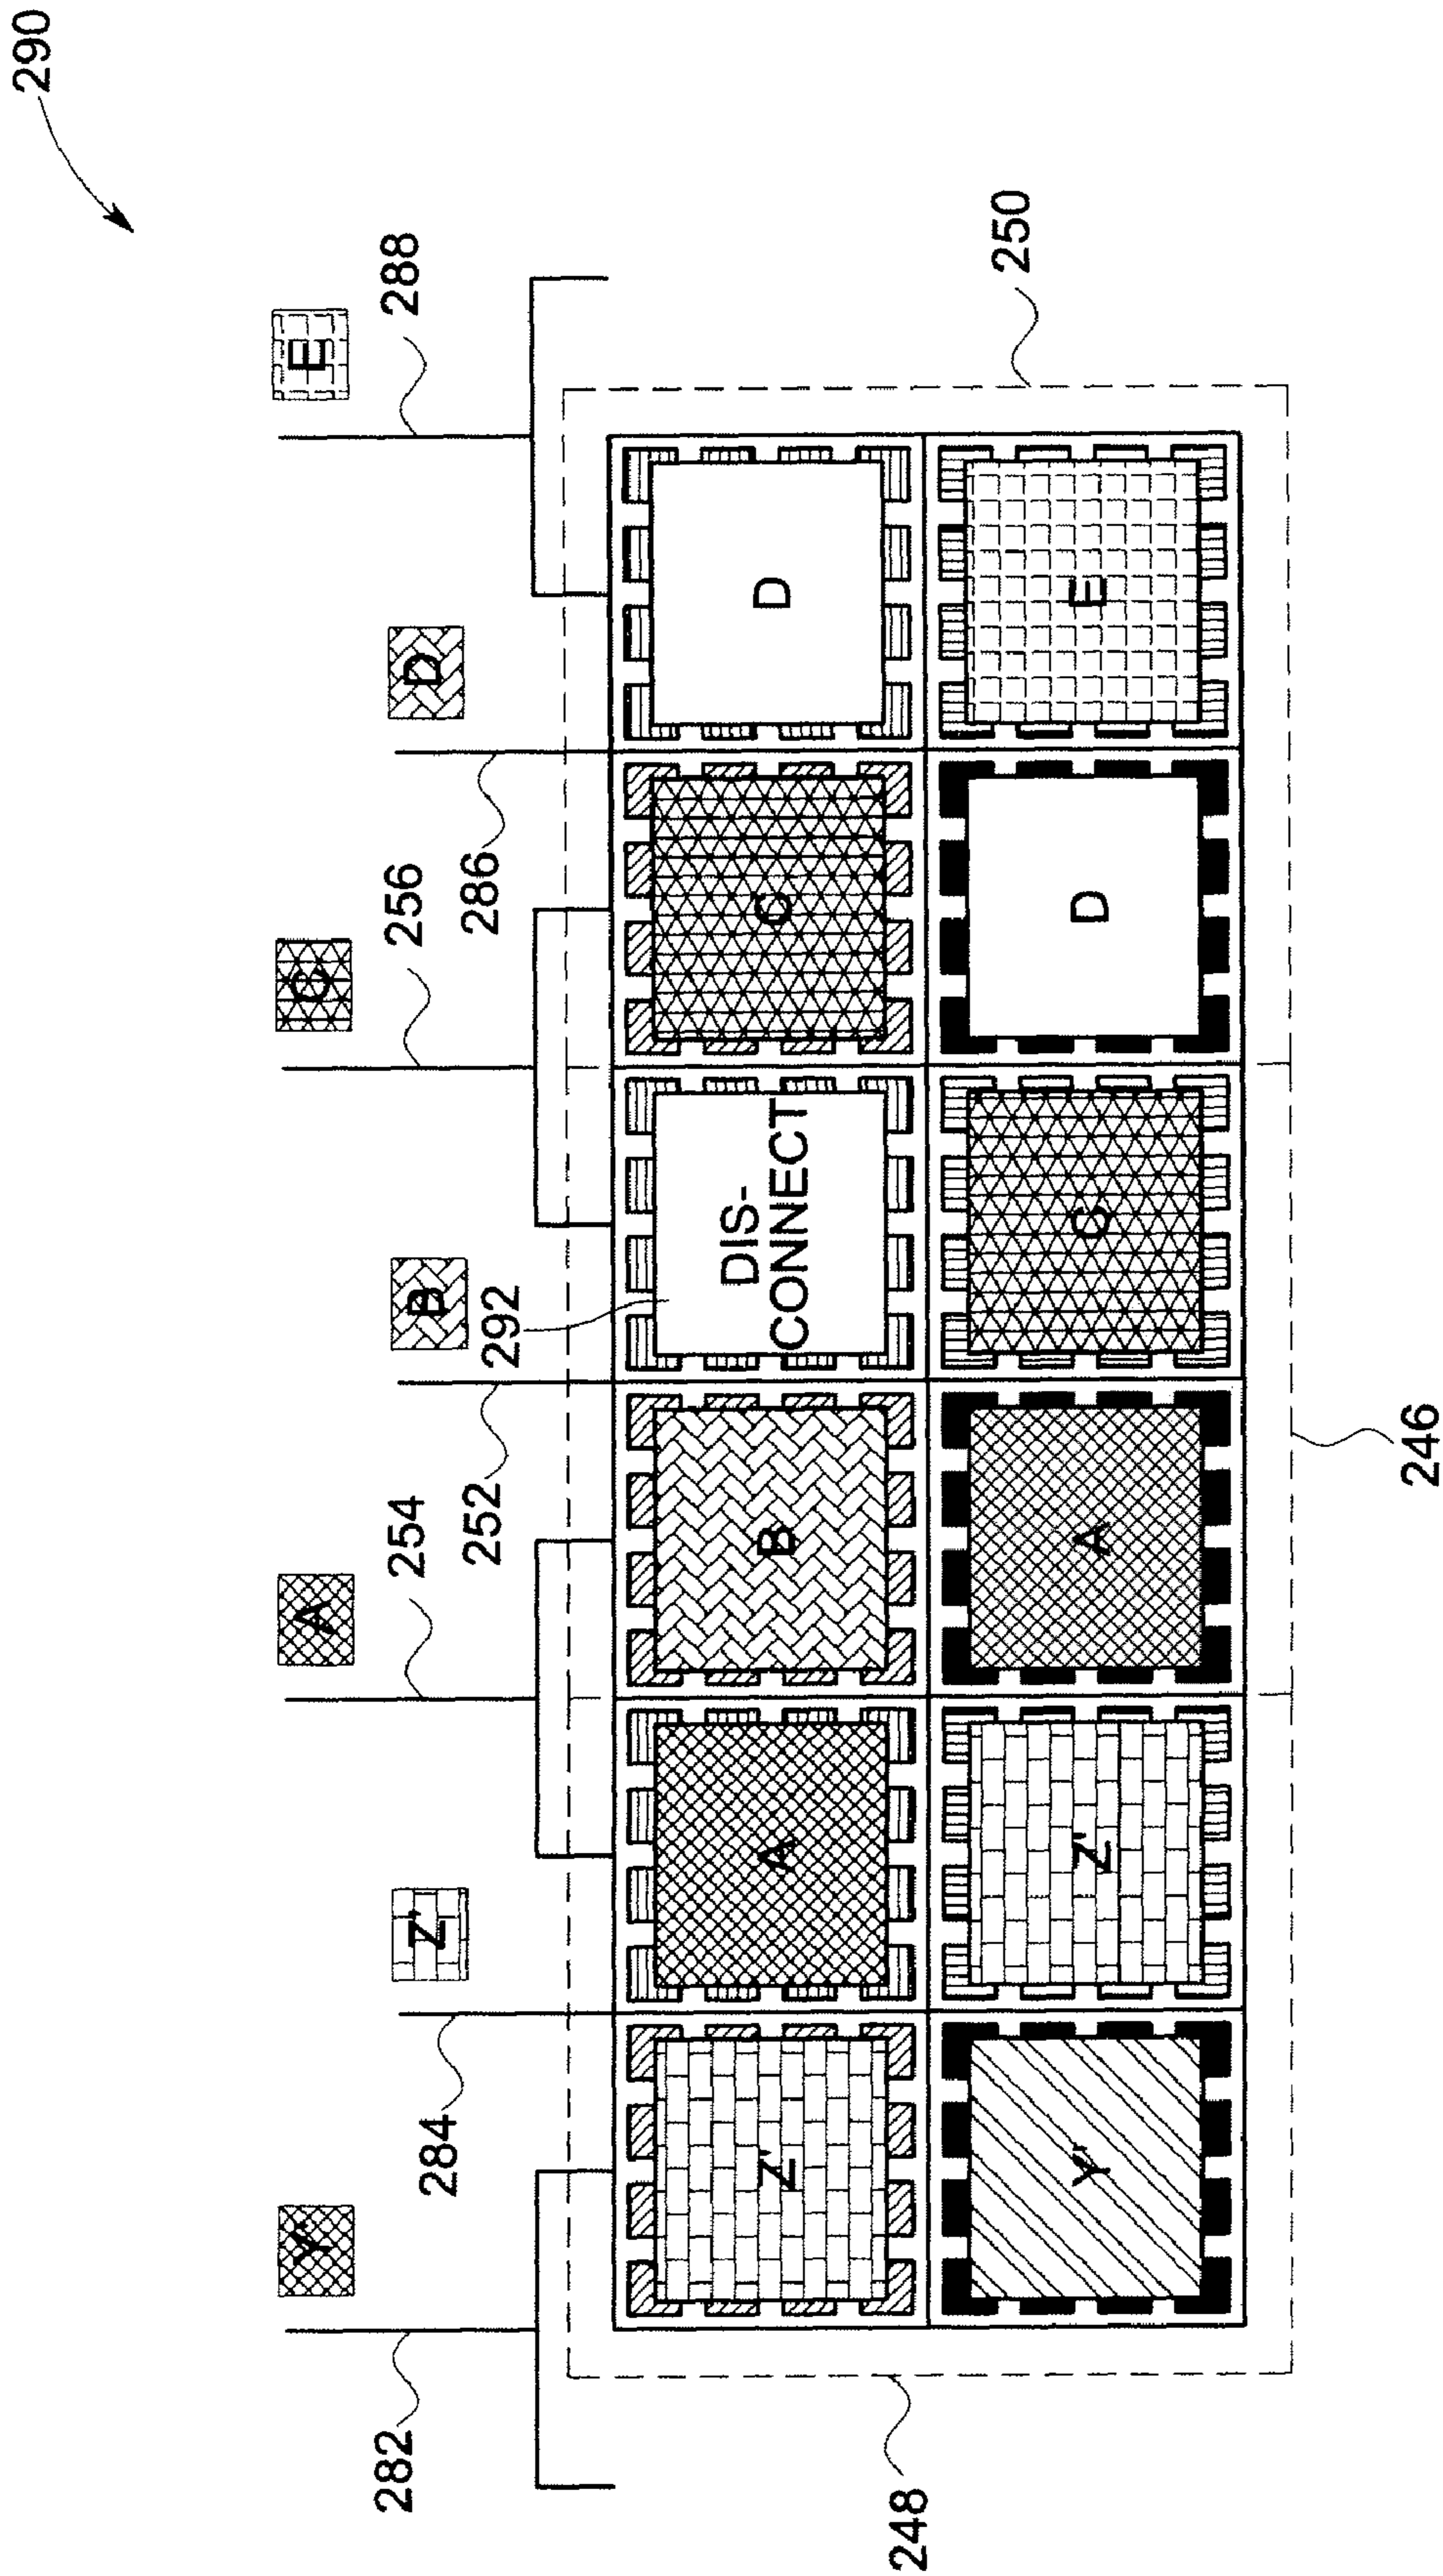 290
Y' A C E
282 254 256 288
Z' B D
284 252 292 286
Z' A B DIS-
CONNECT C D
248
250
Y' Z' A C D E
246